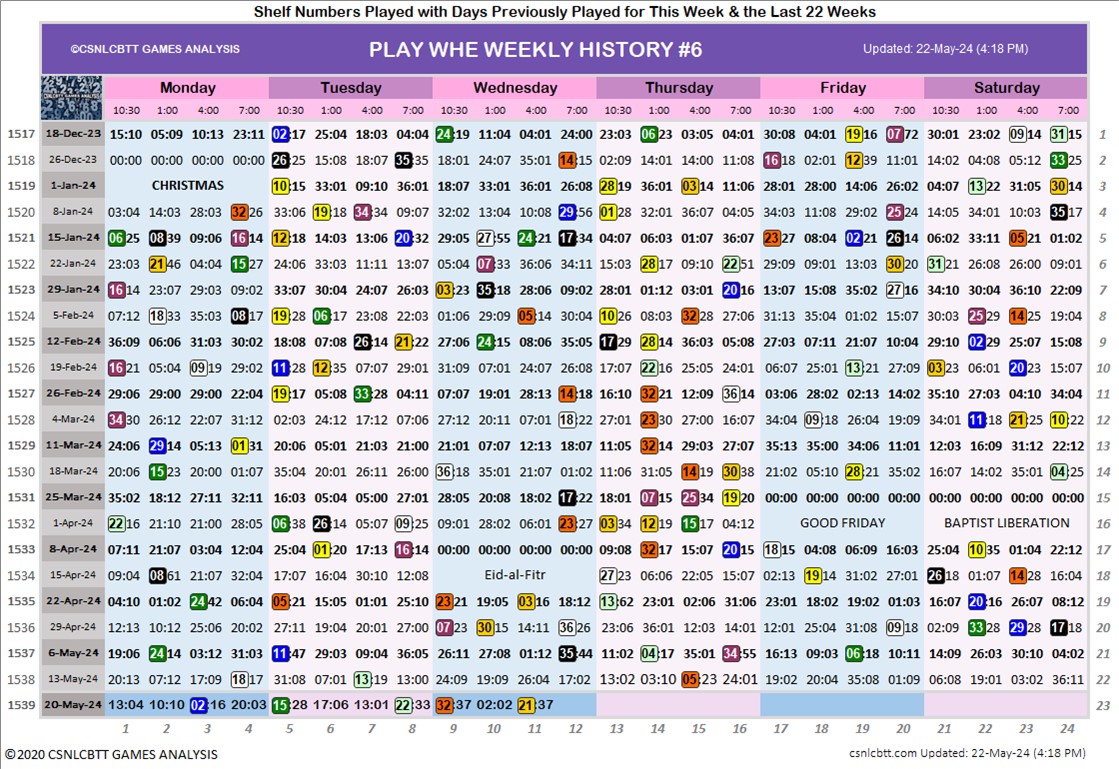 Shelf Numbers Played with Days Previously Played for This Week & the Last 22 Weeks
©CSNLCBTT GAMES ANALYSIS PLAY WHE WEEKLY HISTORY #6 Updated: 22-May-24 (4:18 PM)
Monday Tuesday Wednesday Thursday Friday Saturday
10:30 1:00 4:00 7:00 10:30 1:00 4:00 7:00 10:30 1:00 4:00 7:00 10:30 1:00 4:00 7:00 10:30 1:00 4:00 7:00 10:30 1:00 4:00 7:00
1517 18-Dec-23 15:10 05:09 10:13 23:11 02:17 25:04 18:03 04:04 24:19 11:04 04:01 24:00 23:03 06:23 03:05 04:01 30:08 04:01 19:16 07:72 30:01 23:02 09:14 31:15 1
1518 26-Dec-23 00:00 00:00 00:00 00:00 26:25 15:08 18:07 35:35 18:01 24:07 35:01 14:15 02:09 14:01 14:00 11:08 16:18 02:01 12:39 11:01 14:02 04:08 05:12 33:25 2
1519 1-Jan-24 CHRISTMAS 10:15 33:01 09:10 36:01 18:07 33:01 36:01 26:08 28:19 36:01 03:14 11:06 28:01 28:00 14:06 26:02 04:07 13:22 31:05 30:14 3
1520 8-Jan-24 03:04 14:03 28:03 32:26 33:06 19:18 34:34 09:07 32:02 13:04 10:08 29:56 01:28 32:01 36:07 04:05 34:03 11:08 29:02 25:24 14:05 34:01 10:03 35:17 4
1521 15-Jan-24 06:25 08:39 09:06 16:14 12:18 14:03 13:06 20:32 29:05 27:55 24:21 17:34 04:07 06:03 01:07 36:07 23:27 08:04 02:21 26:14 06:02 33:11 05:21 01:02 5
1522 22-Jan-24 23:03 21:46 04:04 15:27 24:06 33:03 11:11 13:07 05:04 07:33 36:06 34:11 15:03 28:17 09:10 22:51 29:09 09:01 13:03 30:20 31:21 26:08 26:00 09:01 6
1523 29-Jan-24 16:14 23:07 29:03 09:02 33:07 30:04 24:07 26:03 03:23 35:18 28:06 09:02 28:01 01:12 03:01 20:16 13:07 15:08 35:02 27:16 34:10 30:04 36:10 22:09 7
1524 5-Feb-24 07:12 18:33 35:03 08:17 19:28 06:17 23:08 22:03 01:06 29:09 05:14 30:04 10:26 08:03 32:28 27:06 31:13 35:04 01:02 15:07 30:03 25:29 14:25 19:04 8
1525 12-Feb-24 36:09 06:06 31:03 30:02 18:08 07:08 26:14 21:22 27:06 24:15 08:06 35:05 17:29 28:14 36:03 05:08 27:03 07:11 21:07 10:04 29:10 02:29 25:07 15:08 9
1526 19-Feb-24 16:21 05:04 09:19 29:02 11:28 12:35 07:07 29:01 08:31 07:01 24:07 26:09 17:07 22:16 25:05 24:01 06:07 25:01 13:21 21:09 03:23 06:01 20:23 15:07 10
1527 26-Feb-24 29:06 29:00 29:00 22:04 19:17 05:08 33:28 04:11 07:07 19:01 28:13 14:18 16:10 32:21 12:09 36:14 03:06 28:02 02:13 14:02 35:10 27:03 04:10 34:04 11
1528 4-Mar-24 34:30 26:12 22:07 31:12 02:03 24:12 17:13 07:06 27:12 20:11 07:01 18:22 27:01 23:30 27:00 16:07 34:04 09:18 26:04 19:09 34:01 11:18 21:25 10:22 12
1529 11-Mar-24 24:06 29:14 05:13 01:31 20:06 05:01 21:03 21:00 21:01 07:07 12:13 18:07 11:05 32:14 29:03 27:07 35:13 35:00 09:05 11:01 12:03 16:09 31:12 22:12 13
1530 18-Mar-24 20:06 15:23 20:00 01:07 35:04 20:01 26:11 26:00 36:18 35:01 21:07 01:02 11:06 31:05 14:15 30:38 21:02 05:10 28:21 35:02 16:07 14:02 35:01 04:25 14
1531 25-Mar-24 35:02 18:12 27:11 32:11 16:03 05:04 05:00 27:01 28:05 20:08 18:02 17:22 18:01 07:15 25:34 19:20 00:00 00:00 00:00 00:00 00:00 00:00 00:00 00:00 15
1532 1-Apr-24 22:16 21:10 21:00 28:05 06:38 26:14 05:07 09:25 09:01 28:02 06:01 23:27 03:34 12:19 15:17 04:12 GOOD FRIDAY BAPTIST LIBERATION 16
1533 8-Apr-24 07:11 21:07 03:04 12:04 25:04 01:20 17:13 16:14 00:00 00:00 00:00 00:00 09:08 32:17 15:07 20:15 18:15 04:08 06:09 16:03 25:04 10:35 01:04 22:12 17
1534 15-Apr-24 09:04 08:61 21:07 32:04 17:07 16:04 30:10 12:08 Eid-al-Fitr 27:23 06:06 22:05 15:07 02:13 19:14 31:02 27:01 26:18 01:07 14:28 16:04 18
1535 22-Apr-24 04:10 01:02 24:42 06:04 05:21 15:05 01:01 25:10 23:21 19:05 03:16 18:12 13:62 23:01 02:06 31:06 23:01 18:02 19:02 01:03 16:07 20:16 26:07 08:12 19
1536 29-Apr-24 12:13 10:12 25:06 20:02 27:11 19:04 20:01 27:00 07:23 30:15 14:11 36:26 23:06 36:01 12:03 14:01 12:01 25:04 31:08 09:18 02:09 33:28 29:28 17:18 20
1537 6-May-24 19:06 24:14 03:12 31:03 11:47 29:03 09:04 36:05 26:11 27:08 01:12 35:44 11:02 04:17 35:01 34:55 16:13 09:03 06:18 10:11 14:09 26:03 30:10 04:02 21
1538 13-May-24 20:13 07:12 17:09 18:17 31:08 07:01 13:19 13:00 24:09 19:09 26:04 17:02 13:02 03:10 05:23 24:01 19:02 20:04 35:08 01:09 06:08 19:01 03:02 36:11 22
1539 20-May-24 13:04 10:10 02:16 20:03 15:28 17:06 13:01 22:33 32:37 02:02 21:37 23
1 2 3 4 5 6 7 8 9 10 11 12 13 14 15 16 17 18 19 20 21 22 23 24
©2020 CSNLCBTT GAMES ANALYSIS csnlcbtt.com Updated: 22-May-24 (4:18 PM)